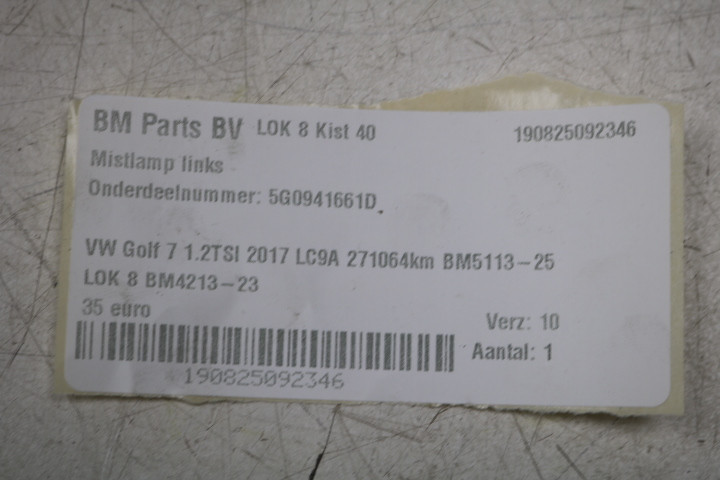 BM Parts BV LOK 8 Kist 40 190825092346
Mistlamp links
Onderdeelnummer: 5G0941661D
VW Golf 7 1.2TSI 2017 LC9A 271064km BM5113-25
LOK 8 BM4213-23
35 euro
Verz: 10
Aantal: 1
190825092346